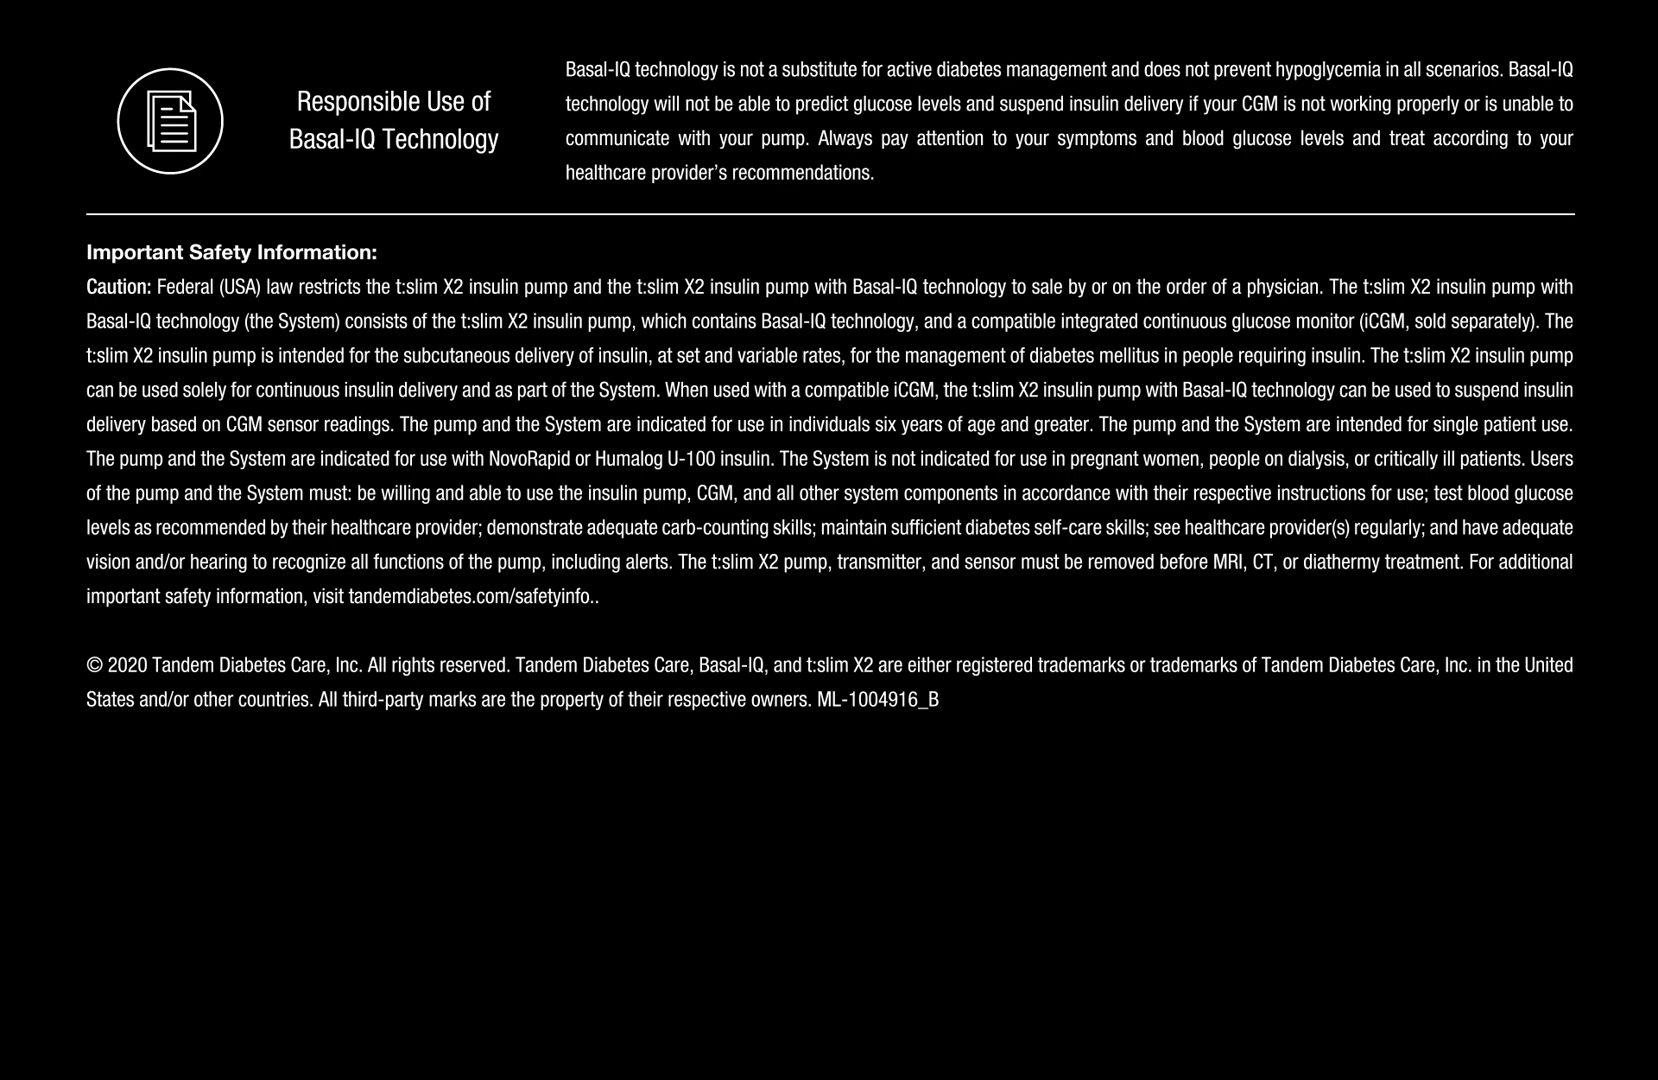 Responsible Use of
Basal-IQ Technology
Basal-IQ technology is not a substitute for active diabetes management and does not prevent hypoglycemia in all scenarios. Basal-IQ
technology will not be able to predict glucose levels and suspend insulin delivery if your CGM is not working properly or is unable to
communicate with your pump. Always pay attention to your symptoms and blood glucose levels and treat according to your
healthcare provider’s recommendations.
Important Safety Information:
Caution: Federal (USA) law restricts the t:slim X2 insulin pump and the t:slim X2 insulin pump with Basal-IQ technology to sale by or on the order of a physician. The t:slim X2 insulin pump with
Basal-IQ technology (the System) consists of the t:slim X2 insulin pump, which contains Basal-IQ technology, and a compatible integrated continuous glucose monitor (iCGM, sold separately). The
t:slim X2 insulin pump is intended for the subcutaneous delivery of insulin, at set and variable rates, for the management of diabetes mellitus in people requiring insulin. The t:slim X2 insulin pump
can be used solely for continuous insulin delivery and as part of the System. When used with a compatible iCGM, the t:slim X2 insulin pump with Basal-IQ technology can be used to suspend insulin
delivery based on CGM sensor readings. The pump and the System are indicated for use in individuals six years of age and greater. The pump and the System are intended for single patient use.
The pump and the System are indicated for use with NovoRapid or Humalog U-100 insulin. The System is not indicated for use in pregnant women, people on dialysis, or critically ill patients. Users
of the pump and the System must: be willing and able to use the insulin pump, CGM, and all other system components in accordance with their respective instructions for use; test blood glucose
levels as recommended by their healthcare provider; demonstrate adequate carb-counting skills; maintain sufficient diabetes self-care skills; see healthcare provider(s) regularly; and have adequate
vision and/or hearing to recognize all functions of the pump, including alerts. The t:slim X2 pump, transmitter, and sensor must be removed before MRI, CT, or diathermy treatment. For additional
important safety information, visit tandemdiabetes.com/safetyinfo..
© 2020 Tandem Diabetes Care, Inc. All rights reserved. Tandem Diabetes Care, Basal-IQ, and t:slim X2 are either registered trademarks or trademarks of Tandem Diabetes Care, Inc. in the United
States and/or other countries. All third-party marks are the property of their respective owners. ML-1004916_B